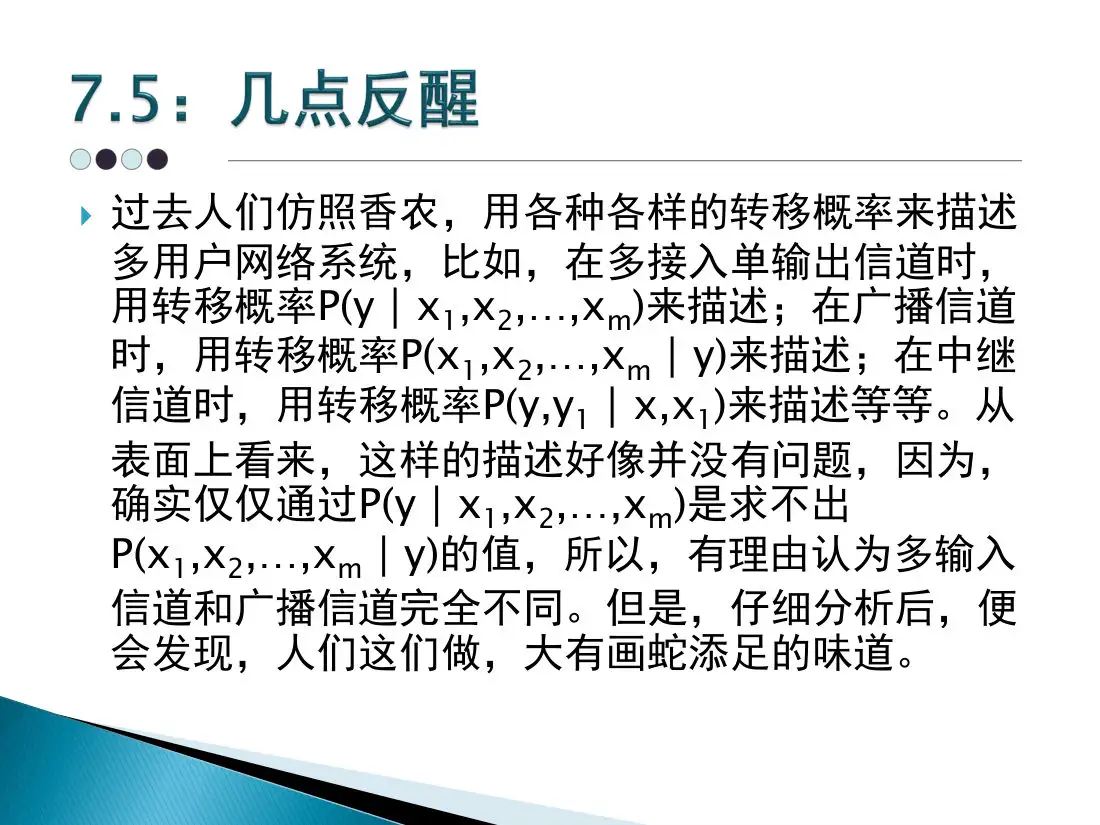 7.5：几点反醒
过去人们仿照香农，用各种各样的转移概率来描述
多用户网络系统，比如，在多接入单输出信道时，
用转移概率P(y｜x₁,x₂,…,xₘ)来描述；在广播信道
时，用转移概率P(x₁,x₂,…,xₘ｜y)来描述；在中继
信道时，用转移概率P(y,y₁｜x,x₁)来描述等等。从
表面上看来，这样的描述好像并没有问题，因为，
确实仅仅通过P(y｜x₁,x₂,…,xₘ)是求不出
P(x₁,x₂,…,xₘ｜y)的值，所以，有理由认为多输入
信道和广播信道完全不同。但是，仔细分析后，便
会发现，人们这们做，大有画蛇添足的味道。